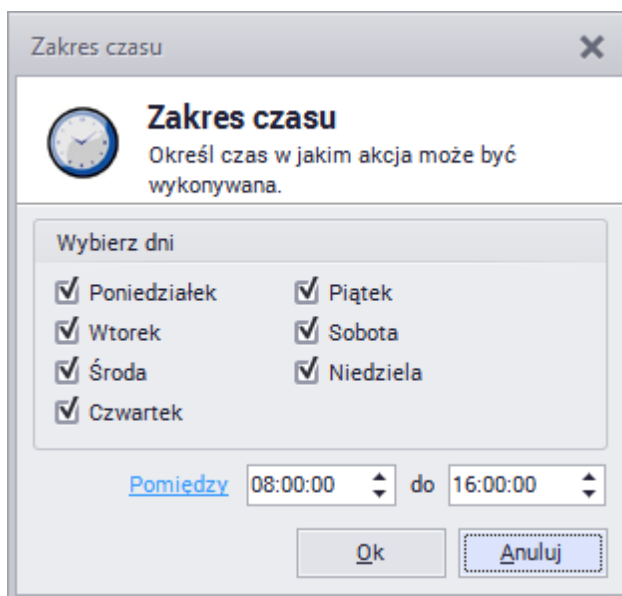 Zakres czasu
Zakres czasu
Określ czas w jakim akcja może być
wykonywana.
Wybierz dni
Poniedziałek
Piątek
Wtorek
Sobota
Środa
Niedziela
Czwartek
Pomiędzy 08:00:00 do 16:00:00
Ok Anuluj